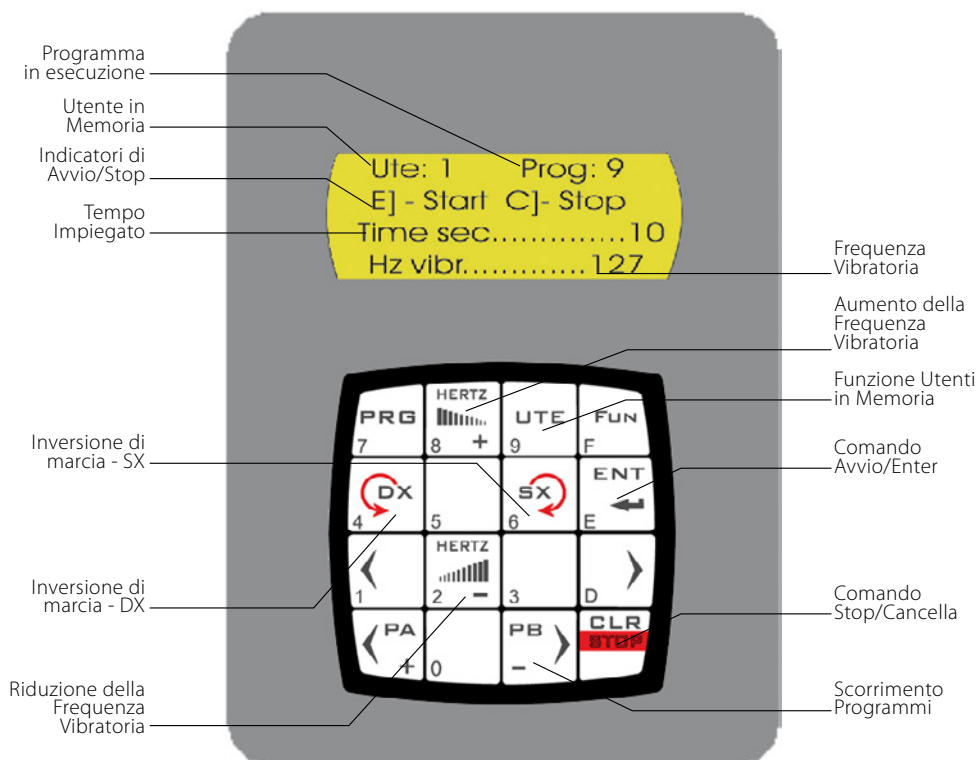 Programma
in esecuzione
Utente in
Memoria
Indicatori di
Avvio/Stop
Tempo
Impiegato
Ute: 1 Prog: 9
E] - Start C]- Stop
Time sec...............10
Hz vibr.............127
Frequenza
Vibratoria
Aumento della
Frequenza
Vibratoria
Funzione Utenti
in Memoria
Comando
Avvio/Enter
Inversione di
marcia - SX
Inversione di
marcia - DX
Riduzione della
Frequenza
Vibratoria
Comando
Stop/Cancella
Scorrimento
Programmi
PRG
7
HERTZ
8 +
UTE
9
FUN
F
DX
4
5
SX
6
ENT
E
1
HERTZ
2 -
3
D
PA
+
0
PB
-
CLR
STOP